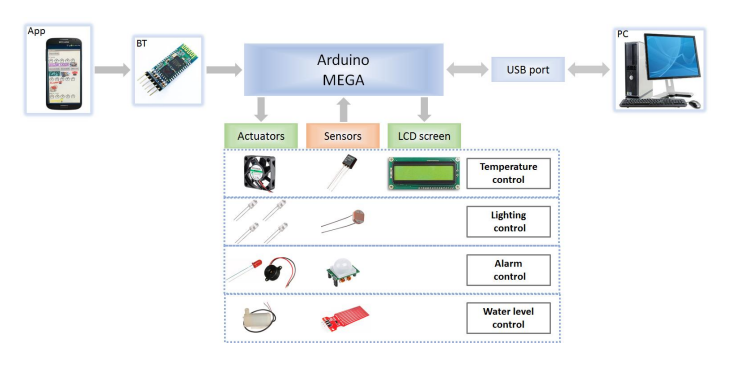 App
BT
Arduino
MEGA
USB port
PC
Actuators
Sensors
LCD screen
Temperature
control
Lighting
control
Alarm
control
Water level
control